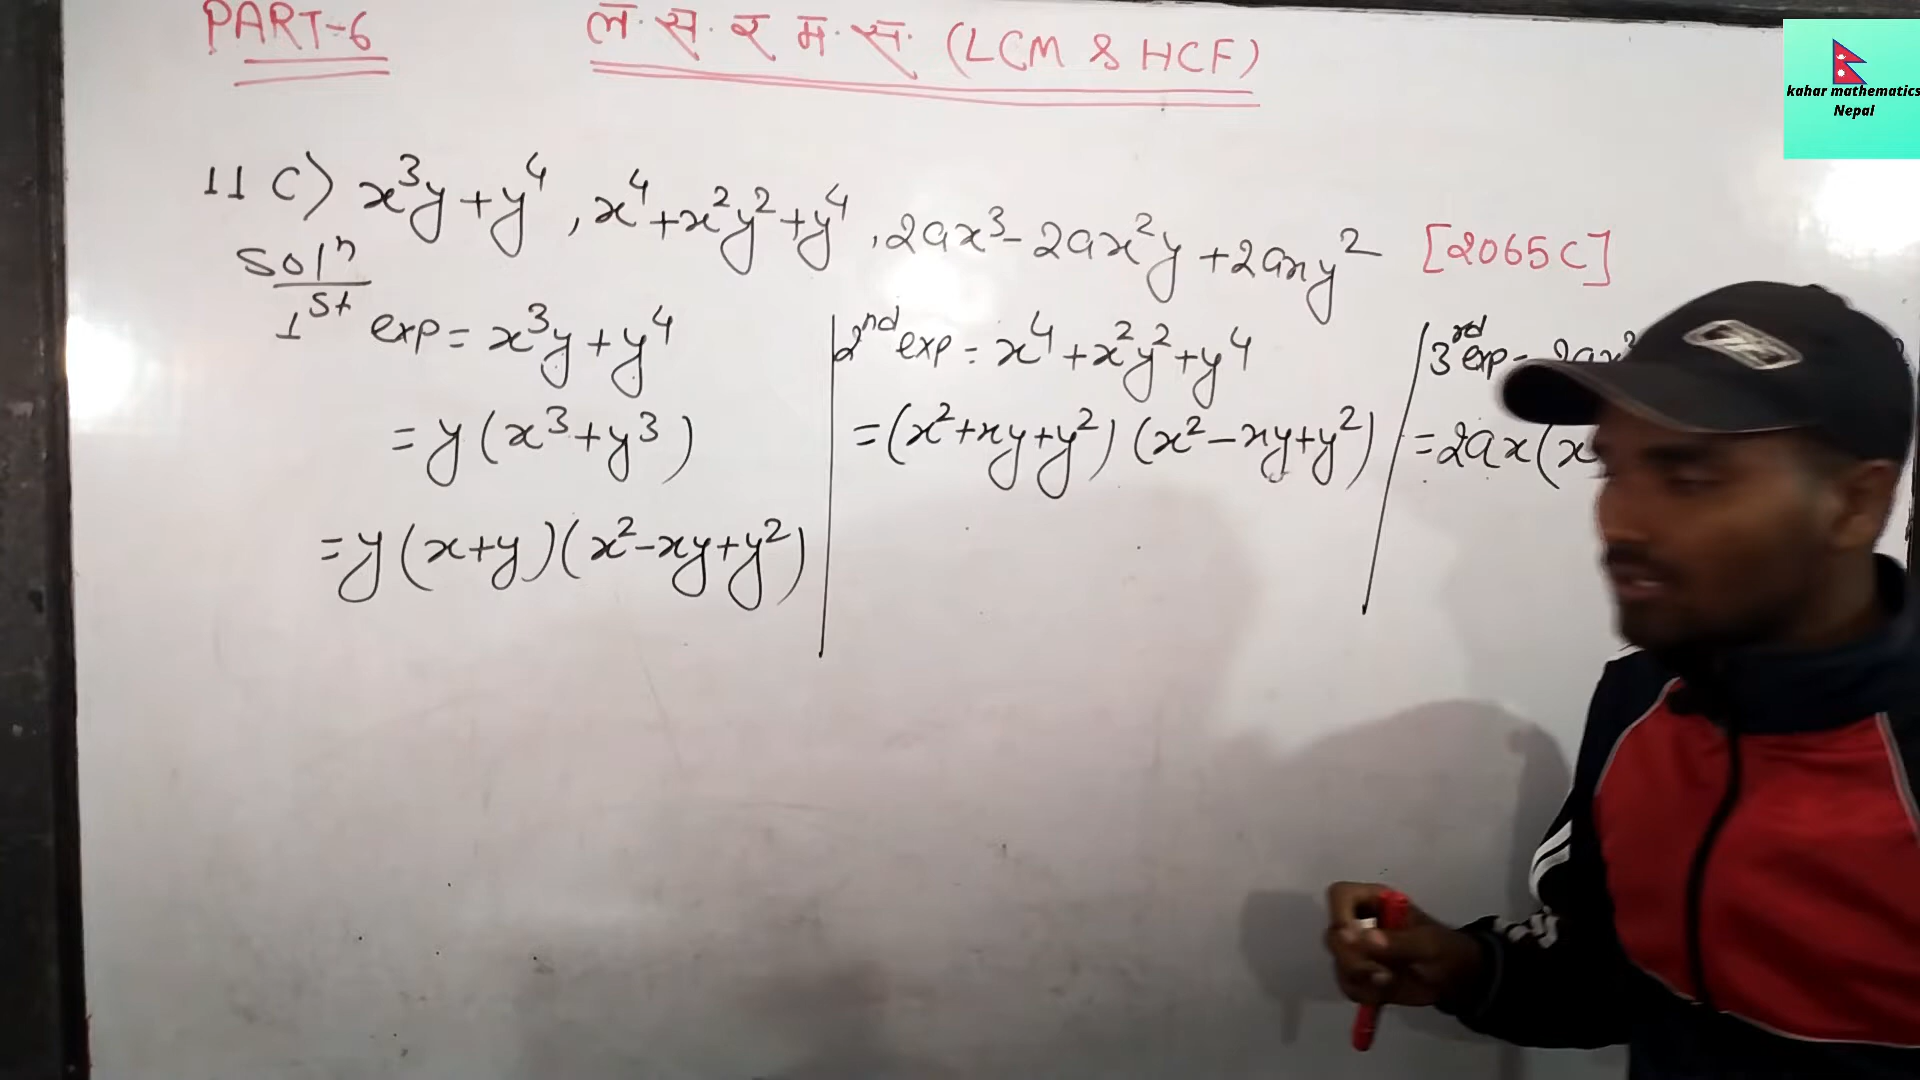 PART-6
ल. स. र म. स. (LCM & HCF)
kahar mathematics
Nepal
11 C) x³y + y⁴, x⁴ + x²y² + y⁴, 2ax³ - 2ax²y + 2axy² [2065C]
Solⁿ
1st exp = x³y + y⁴
= y(x³ + y³)
= y(x + y)(x² - xy + y²)
2nd exp = x⁴ + x²y² + y⁴
= (x² + xy + y²)(x² - xy + y²)
3rd exp = 2ax³
= 2ax(x